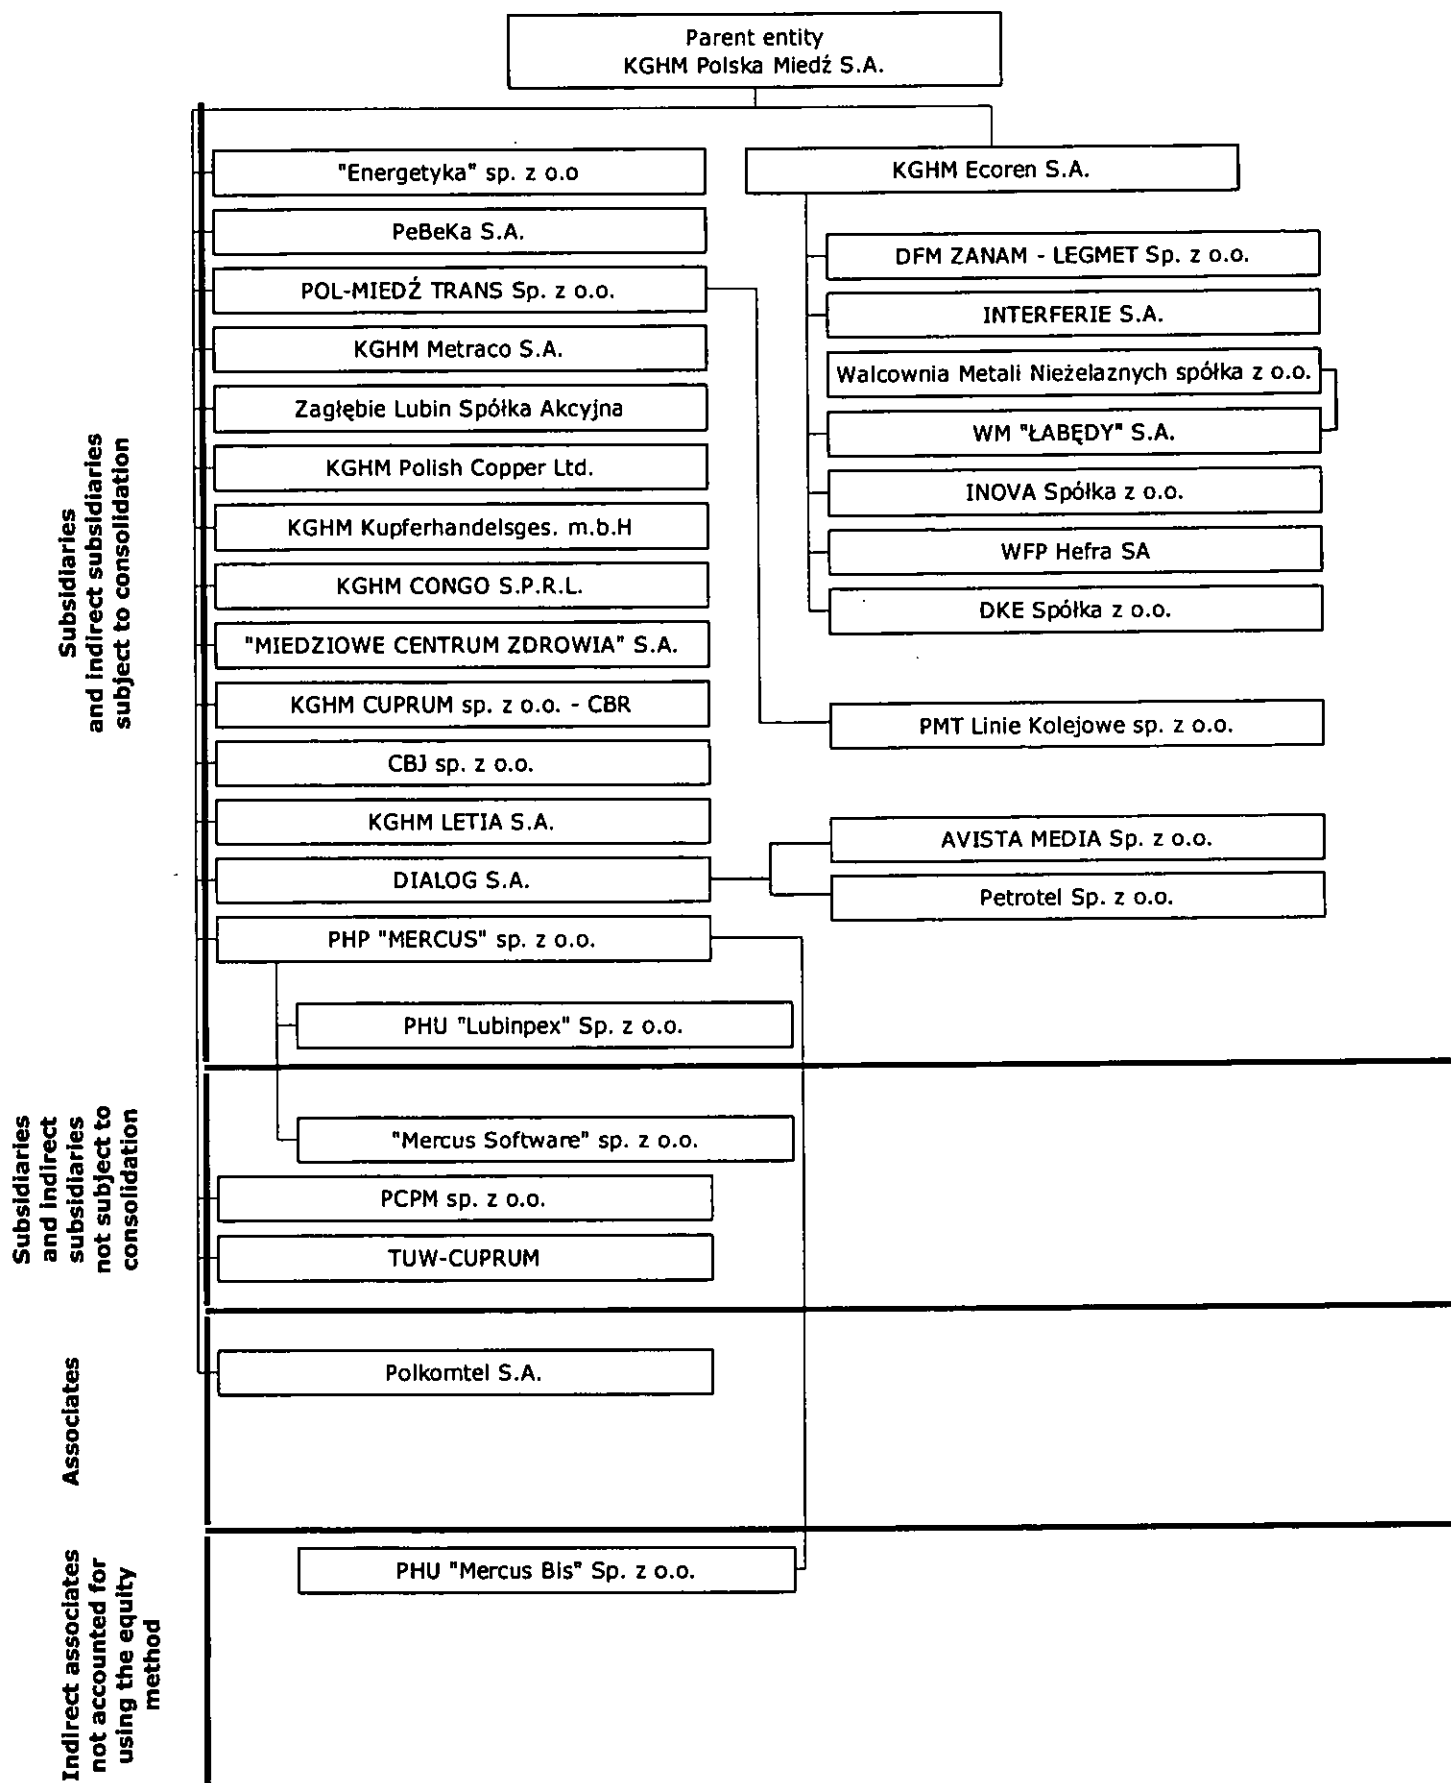 Parent entity
KGHM Polska Miedź S.A.
Subsidiaries
and indirect subsidiaries
subject to consolidation
"Energetyka" sp. z o.o
PeBeKa S.A.
POL-MIEDŹ TRANS Sp. z o.o.
KGHM Metraco S.A.
Zagłębie Lubin Spółka Akcyjna
KGHM Polish Copper Ltd.
KGHM Kupferhandelsges. m.b.H
KGHM CONGO S.P.R.L.
"MIEDZIOWE CENTRUM ZDROWIA" S.A.
KGHM CUPRUM sp. z o.o. - CBR
CBJ sp. z o.o.
KGHM LETIA S.A.
DIALOG S.A.
PHP "MERCUS" sp. z o.o.
PHU "Lubinpex" Sp. z o.o.
KGHM Ecoren S.A.
DFM ZANAM - LEGMET Sp. z o.o.
INTERFERIE S.A.
Walcownia Metali Nieżelaznych spółka z o.o.
WM "ŁABĘDY" S.A.
INOVA Spółka z o.o.
WFP Hefra SA
DKE Spółka z o.o.
PMT Linie Kolejowe sp. z o.o.
AVISTA MEDIA Sp. z o.o.
Petrotel Sp. z o.o.
Subsidiaries
and indirect
subsidiaries
not subject to
consolidation
"Mercus Software" sp. z o.o.
PCPM sp. z o.o.
TUW-CUPRUM
Associates
Polkomtel S.A.
Indirect associates
not accounted for
using the equity
method
PHU "Mercus Bis" Sp. z o.o.